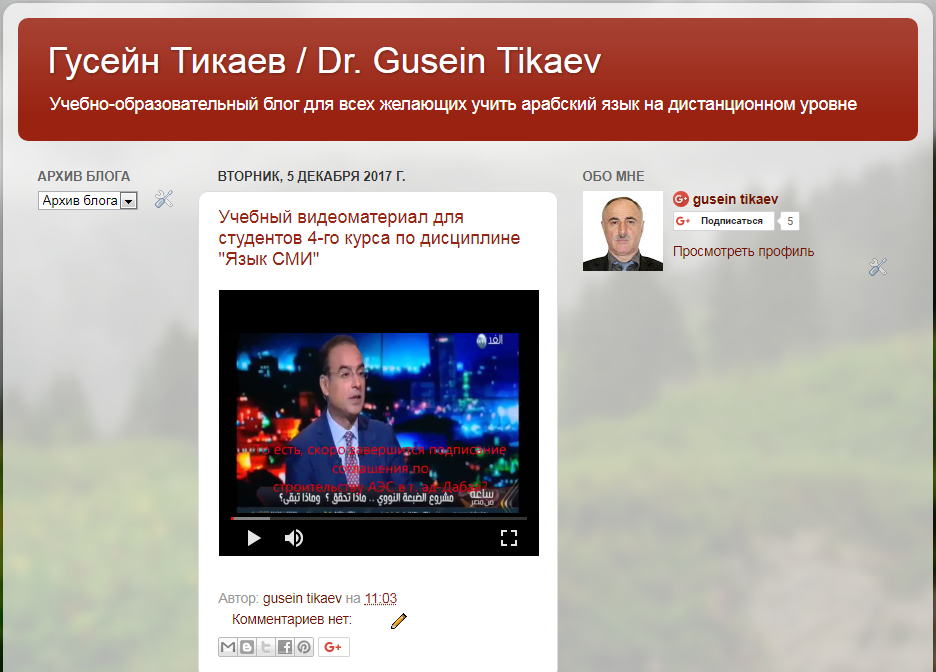 Гусейн Тикаев / Dr. Gusein Tikaev
Учебно-образовательный блог для всех желающих учить арабский язык на дистанционном уровне
АРХИВ БЛОГА
Архив блога
ВТОРНИК, 5 ДЕКАБРЯ 2017 Г.
Учебный видеоматериал для
студентов 4-го курса по дисциплине
"Язык СМИ"
الغد
то есть, скоро завершится подписание
соглашения по
строительству АЭС в г. ад-Дабаа?
مشروع الضبعة النووي .. ماذا تحقق ؟ وماذا تبقى؟
ساعة
من مصر
Автор: gusein tikaev на 11:03
Комментариев нет:
G+
ОБО МНЕ
G+ gusein tikaev
G+ Подписаться 5
Просмотреть профиль